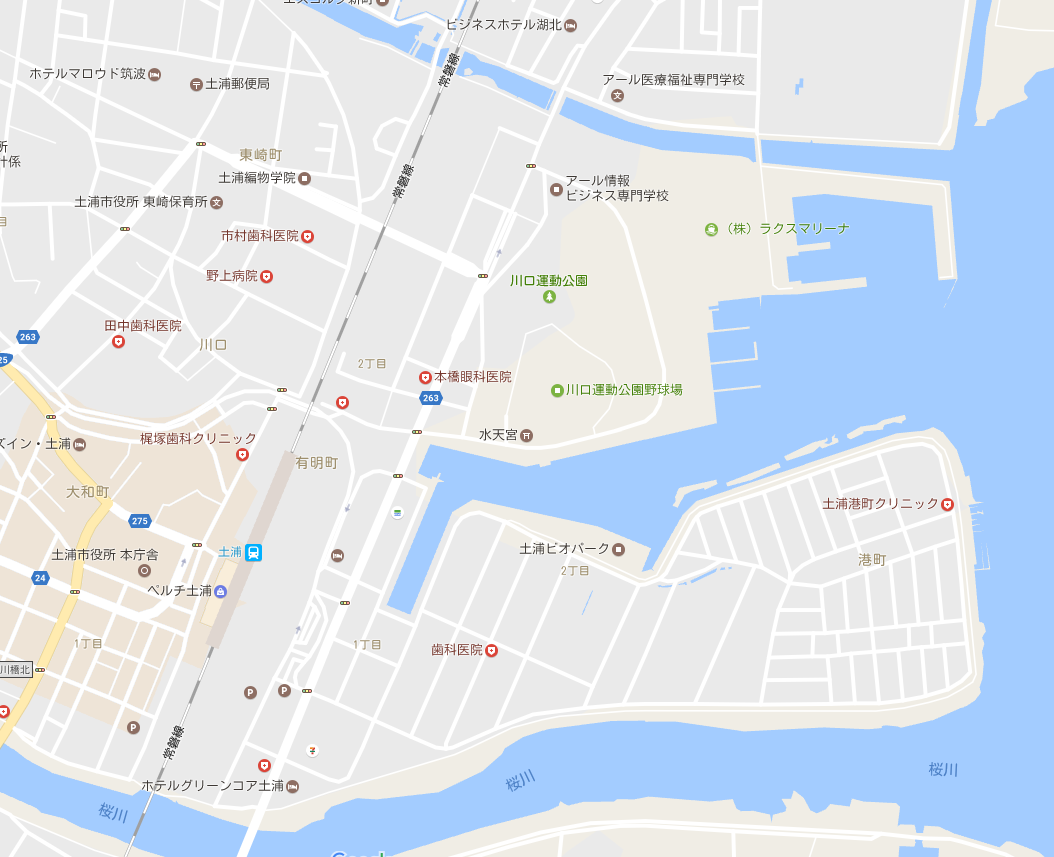 ビジネスホテル湖北
常磐線
ホテルマロウド筑波
土浦郵便局
アール医療福祉専門学校
所
計係
東崎町
土浦編物学院
常磐線
アール情報
ビジネス専門学校
土浦市役所 東崎保育所
市村歯科医院
(株)ラクスマリーナ
野上病院
川口運動公園
田中歯科医院
263
川口
25
2丁目
本橋眼科医院
川口運動公園野球場
263
水天宮
梶塚歯科クリニック
ズイン・土浦
有明町
大和町
土浦港町クリニック
275
土浦
土浦市役所 本庁舎
土浦ビオパーク
2丁目
港町
24
ペルチ土浦
1丁目
1丁目
歯科医院
川橋北
P
P
P
常磐線
ホテルグリーンコア土浦
桜川
桜川
桜川